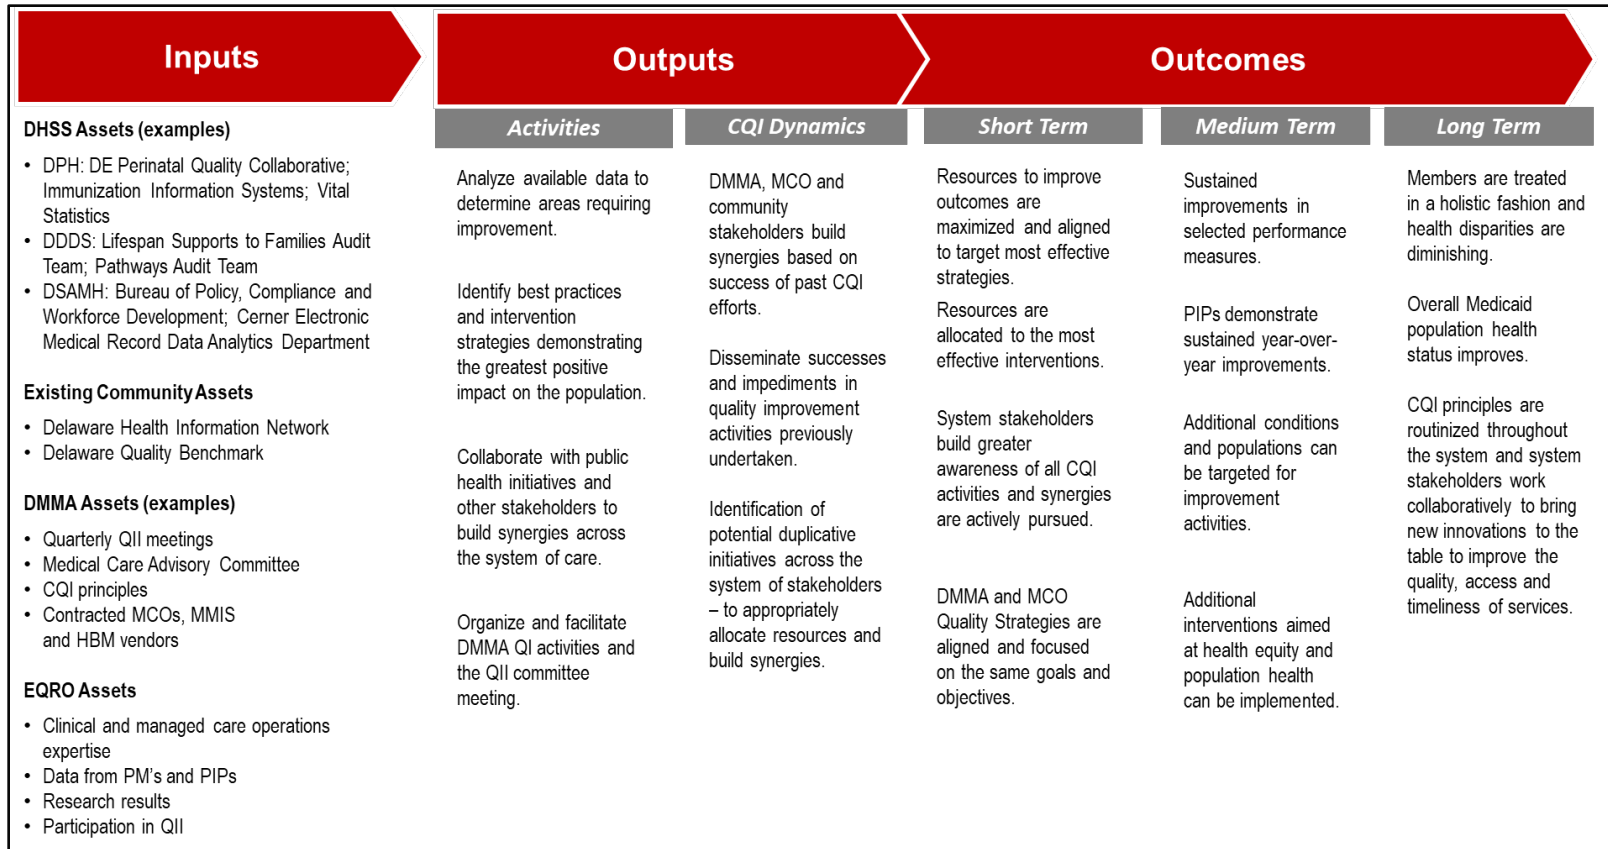 Inputs
Outputs
Outcomes
DHSS Assets (examples)
• DPH: DE Perinatal Quality Collaborative;
Immunization Information Systems; Vital
Statistics
• DDDS: Lifespan Supports to Families Audit
Team; Pathways Audit Team
• DSAMH: Bureau of Policy, Compliance and
Workforce Development; Cerner Electronic
Medical Record Data Analytics Department
Existing Community Assets
• Delaware Health Information Network
• Delaware Quality Benchmark
DMMA Assets (examples)
• Quarterly QII meetings
• Medical Care Advisory Committee
• CQI principles
• Contracted MCOs, MMIS
and HBM vendors
EQRO Assets
• Clinical and managed care operations
expertise
• Data from PM's and PIPs
• Research results
• Participation in QII
Activities
Analyze available data to
determine areas requiring
improvement.
Identify best practices
and intervention
strategies demonstrating
the greatest positive
impact on the population.
Collaborate with public
health initiatives and
other stakeholders to
build synergies across
the system of care.
Organize and facilitate
DMMA QI activities and
the QII committee
meeting.
CQI Dynamics
DMMA, MCO and
community
stakeholders build
synergies based on
success of past CQI
efforts.
Disseminate successes
and impediments in
quality improvement
activities previously
undertaken.
Identification of
potential duplicative
initiatives across the
system of stakeholders
– to appropriately
allocate resources and
build synergies.
Short Term
Resources to improve
outcomes are
maximized and aligned
to target most effective
strategies.
Resources are
allocated to the most
effective interventions.
System stakeholders
build greater
awareness of all CQI
activities and synergies
are actively pursued.
DMMA and MCO
Quality Strategies are
aligned and focused
on the same goals and
objectives.
Medium Term
Sustained
improvements in
selected performance
measures.
PIPs demonstrate
sustained year-over-
year improvements.
Additional conditions
and populations can
be targeted for
improvement
activities.
Additional
interventions aimed
at health equity and
population health
can be implemented.
Long Term
Members are treated
in a holistic fashion and
health disparities are
diminishing.
Overall Medicaid
population health
status improves.
CQI principles are
routinized throughout
the system and system
stakeholders work
collaboratively to bring
new innovations to the
table to improve the
quality, access and
timeliness of services.